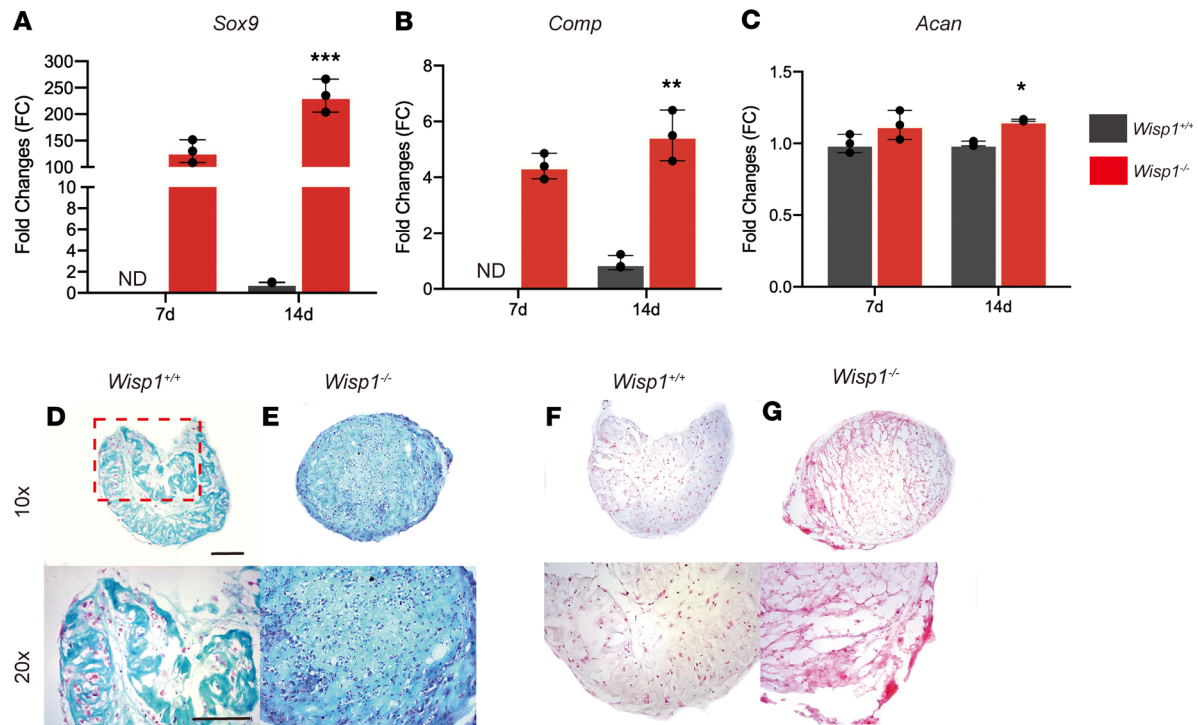 A
Sox9
Fold Changes (FC)
300
250
200
150
100
10
8
6
4
2
0
ND
***
7d
14d
B
Comp
Fold Changes (FC)
8
6
4
2
0
ND
**
7d
14d
C
Acan
Fold Changes (FC)
1.5
1.0
0.5
0.0
*
7d
14d
Wisp1+/+
Wisp1-/-
Wisp1+/+
Wisp1-/-
Wisp1+/+
Wisp1-/-
D
E
F
G
10x
20x